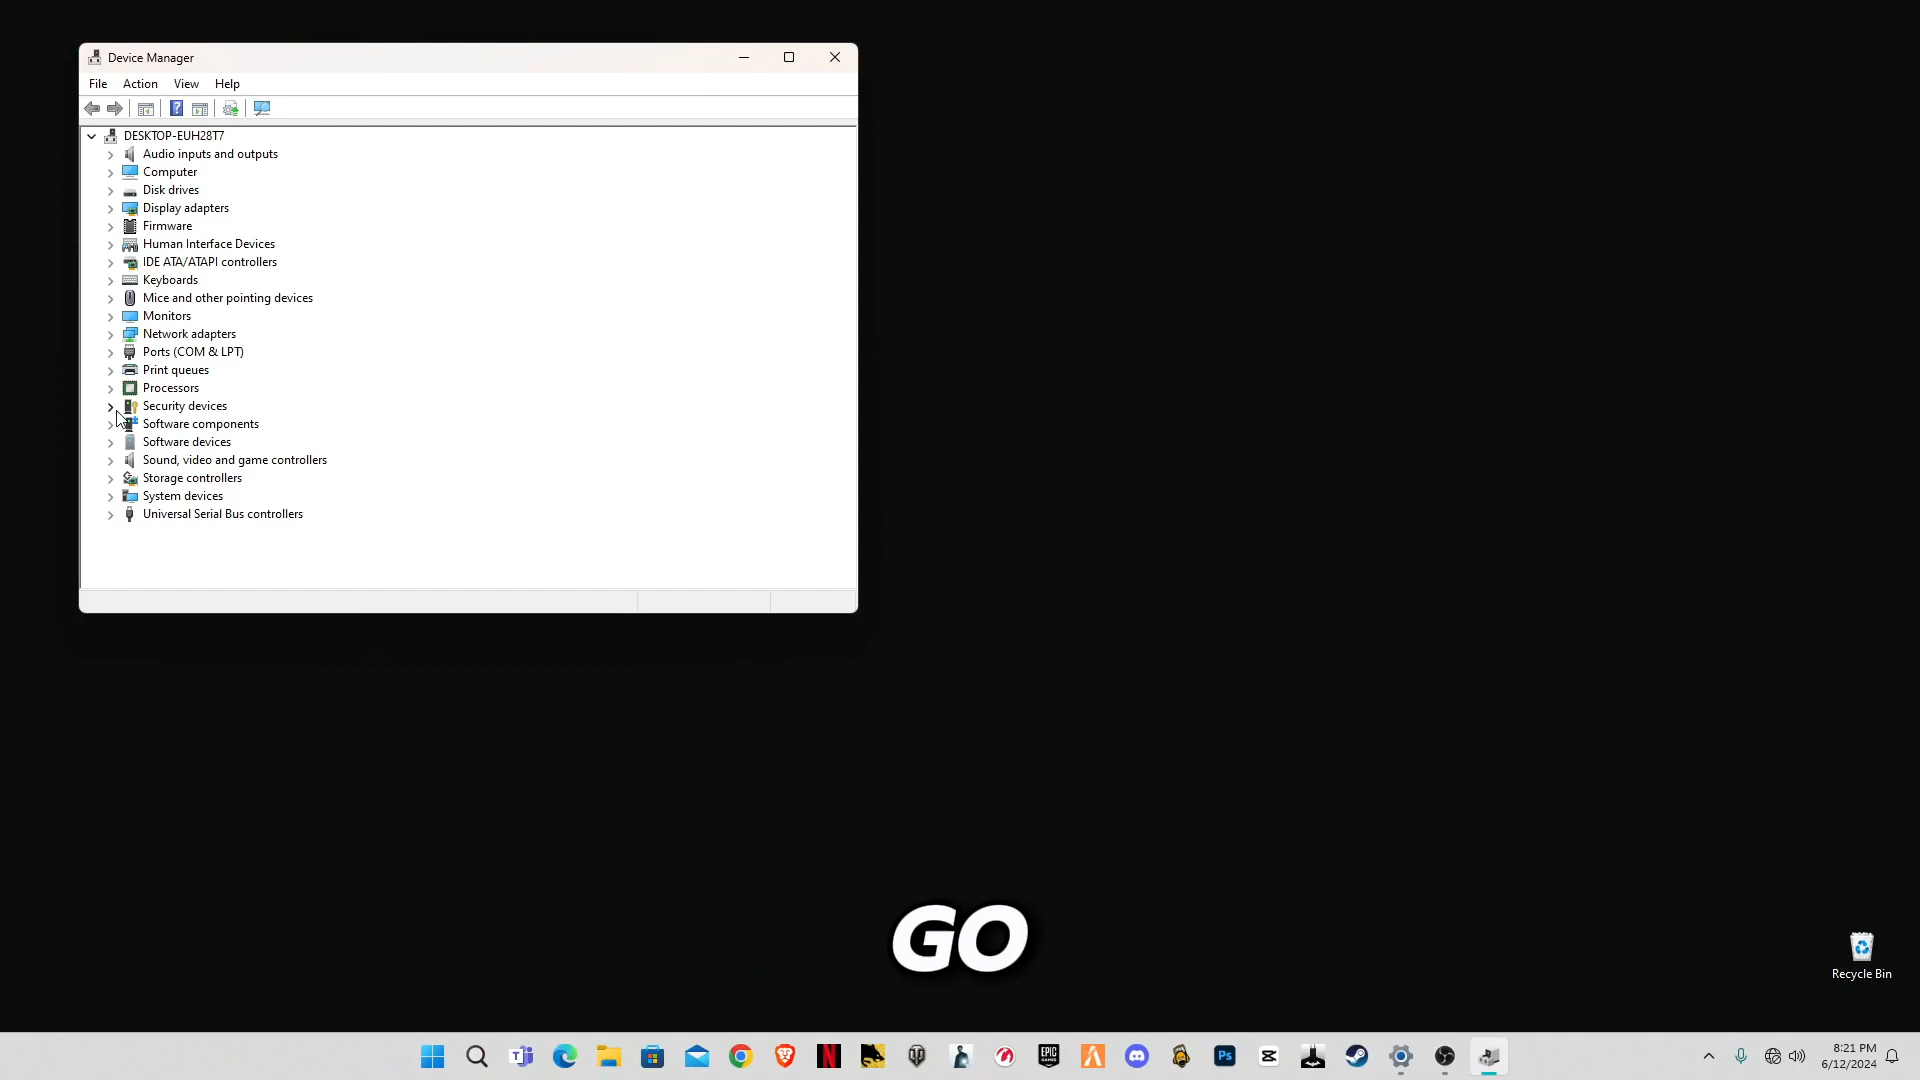 Device Manager
File Action View Help
DESKTOP-EUH28T7
Audio inputs and outputs
Computer
Disk drives
Display adapters
Firmware
Human Interface Devices
IDE ATA/ATAPI controllers
Keyboards
Mice and other pointing devices
Monitors
Network adapters
Ports (COM & LPT)
Print queues
Processors
Security devices
Software components
Software devices
Sound, video and game controllers
Storage controllers
System devices
Universal Serial Bus controllers
GO
Recycle Bin
EPIC GAMES
Ps
8:21 PM
6/12/2024